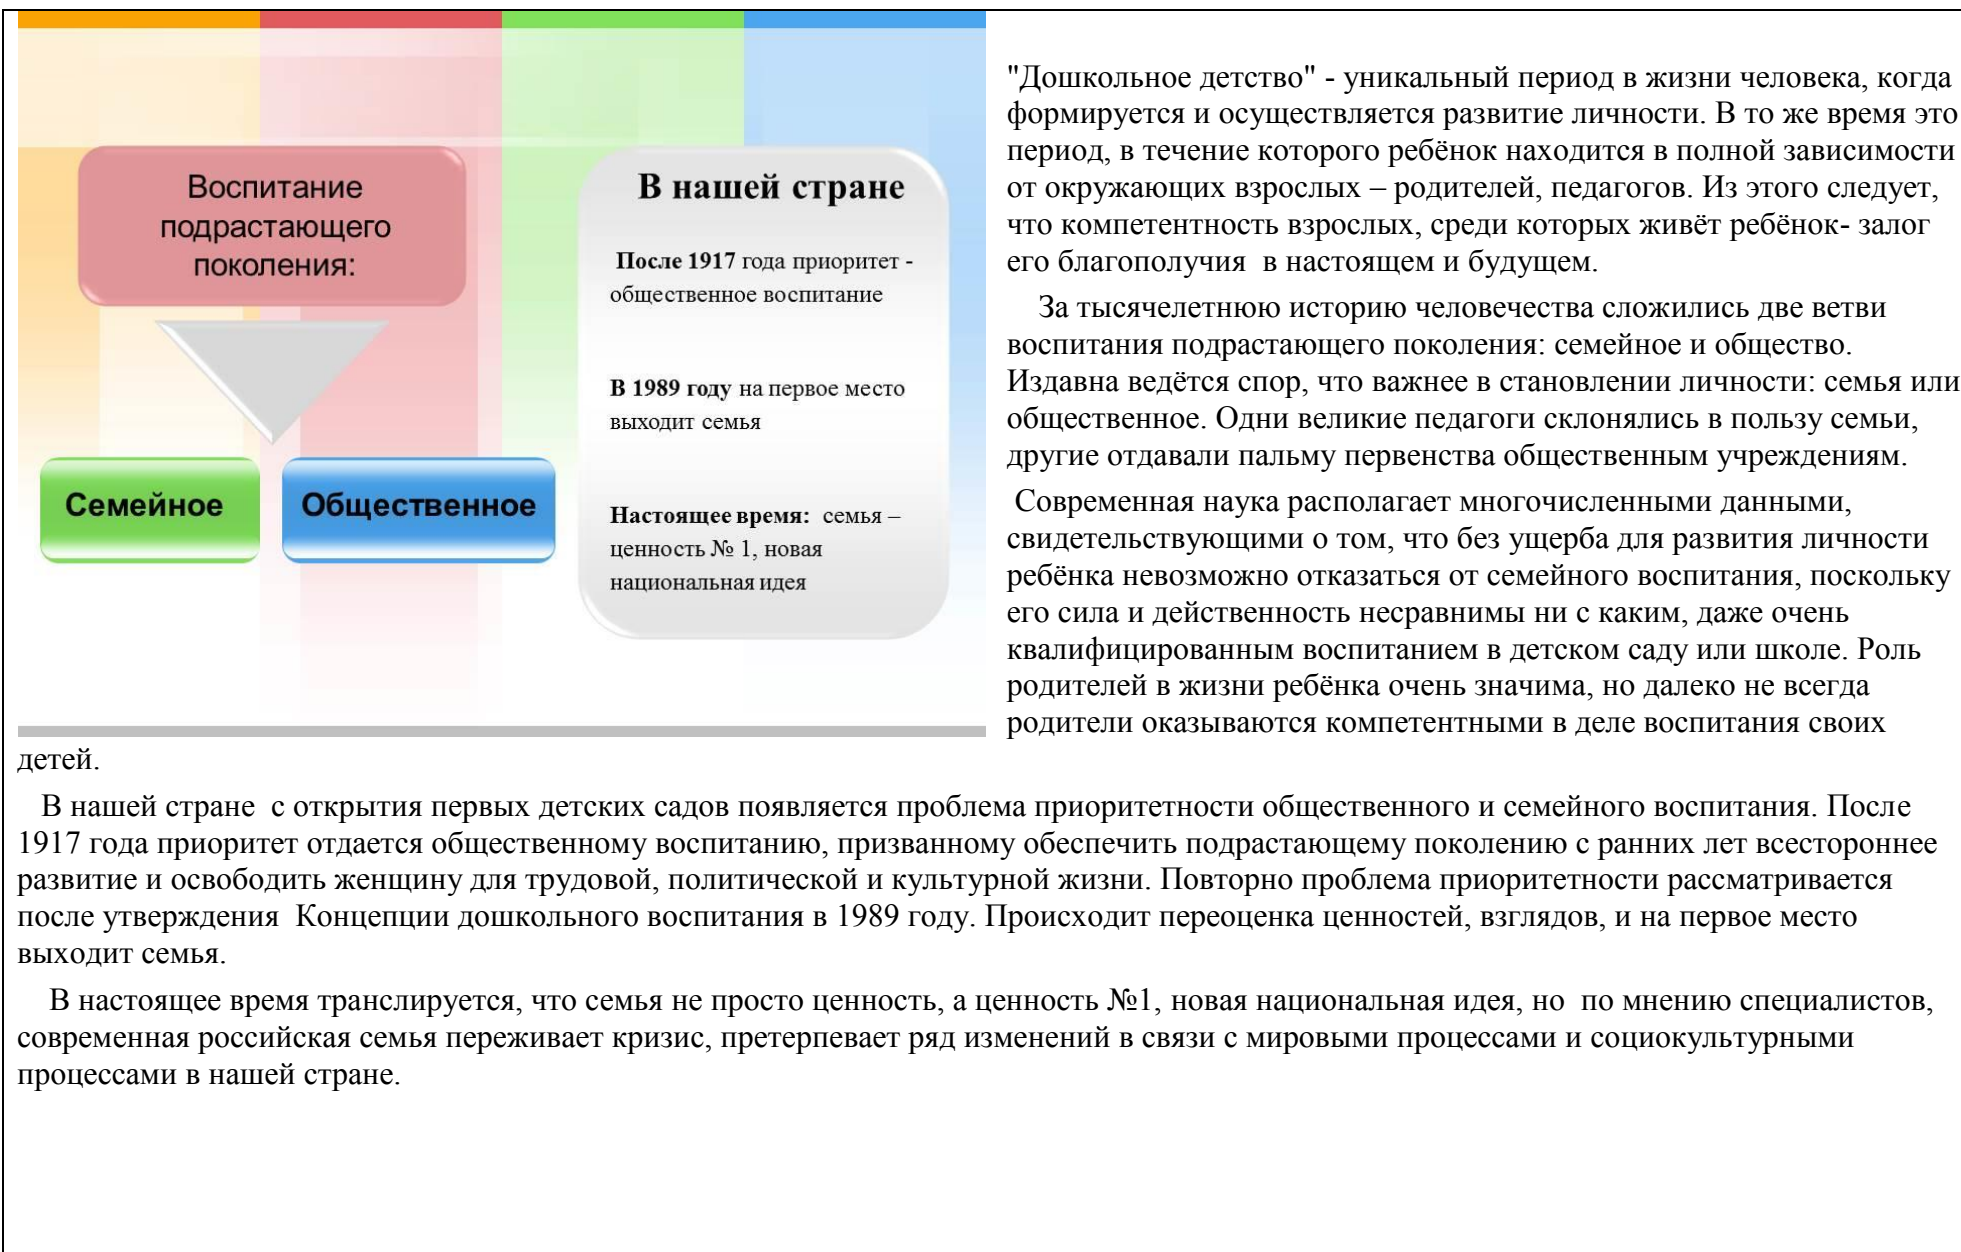 Воспитание
подрастающего
поколения:
Семейное
Общественное
В нашей стране
После 1917 года приоритет -
общественное воспитание
В 1989 году на первое место
выходит семья
Настоящее время: семья –
ценность № 1, новая
национальная идея
"Дошкольное детство" - уникальный период в жизни человека, когда
формируется и осуществляется развитие личности. В то же время это
период, в течение которого ребёнок находится в полной зависимости
от окружающих взрослых – родителей, педагогов. Из этого следует,
что компетентность взрослых, среди которых живёт ребёнок- залог
его благополучия  в настоящем и будущем.
За тысячелетнюю историю человечества сложились две ветви
воспитания подрастающего поколения: семейное и общество.
Издавна ведётся спор, что важнее в становлении личности: семья или
общественное. Одни великие педагоги склонялись в пользу семьи,
другие отдавали пальму первенства общественным учреждениям.
Современная наука располагает многочисленными данными,
свидетельствующими о том, что без ущерба для развития личности
ребёнка невозможно отказаться от семейного воспитания, поскольку
его сила и действенность несравнимы ни с каким, даже очень
квалифицированным воспитанием в детском саду или школе. Роль
родителей в жизни ребёнка очень значима, но далеко не всегда
родители оказываются компетентными в деле воспитания своих
детей.
В нашей стране  с открытия первых детских садов появляется проблема приоритетности общественного и семейного воспитания. После
1917 года приоритет отдается общественному воспитанию, призванному обеспечить подрастающему поколению с ранних лет всестороннее
развитие и освободить женщину для трудовой, политической и культурной жизни. Повторно проблема приоритетности рассматривается
после утверждения  Концепции дошкольного воспитания в 1989 году. Происходит переоценка ценностей, взглядов, и на первое место
выходит семья.
В настоящее время транслируется, что семья не просто ценность, а ценность №1, новая национальная идея, но  по мнению специалистов,
современная российская семья переживает кризис, претерпевает ряд изменений в связи с мировыми процессами и социокультурными
процессами в нашей стране.